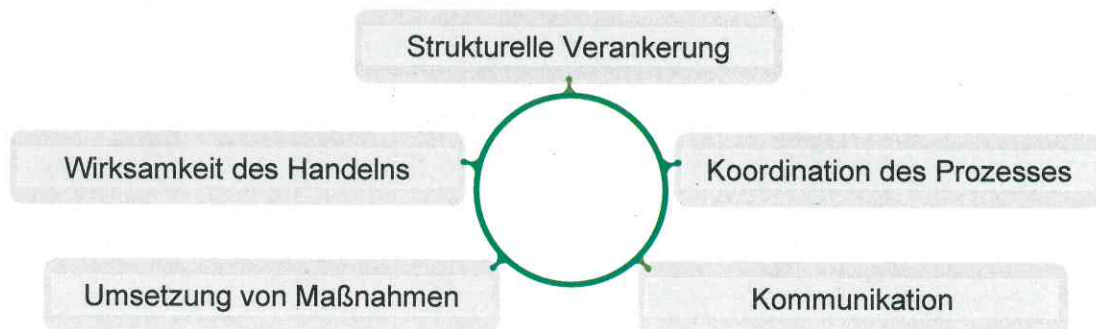 Strukturelle Verankerung
Wirksamkeit des Handelns
Koordination des Prozesses
Umsetzung von Maßnahmen
Kommunikation